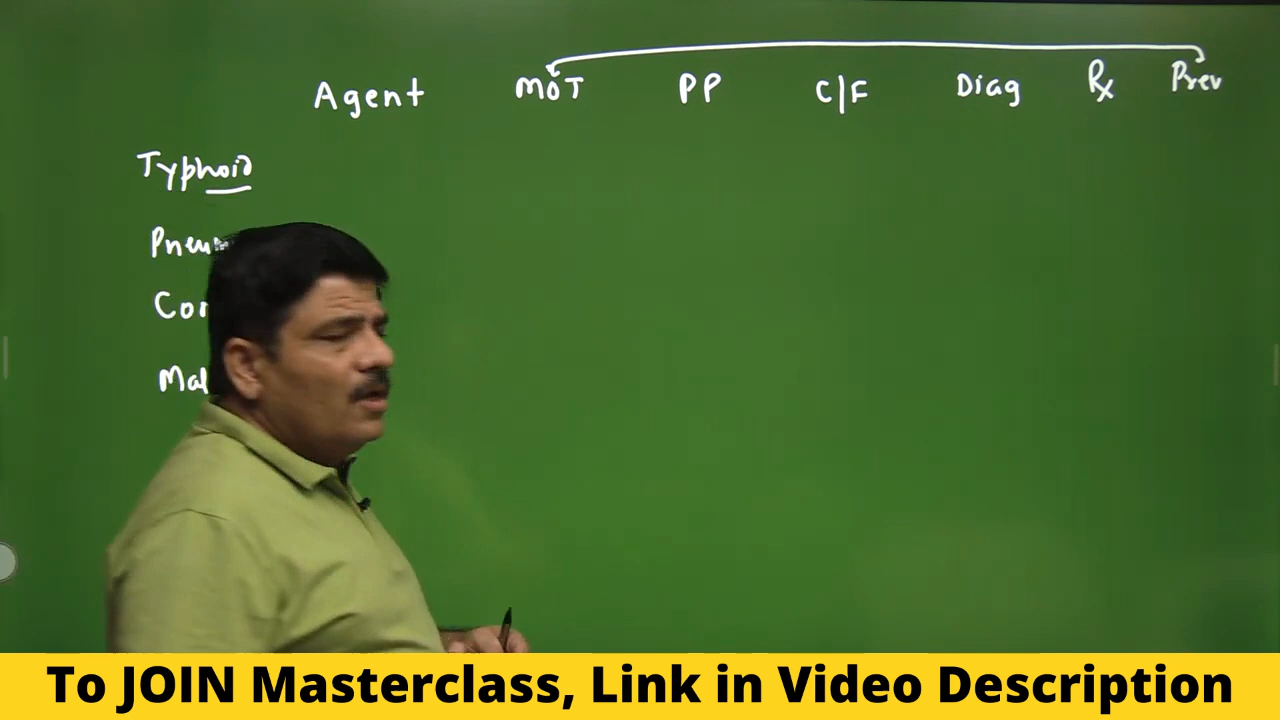 Agent MOT PP C/F Diag Rx Prev
Typhoid
To JOIN Masterclass, Link in Video Description